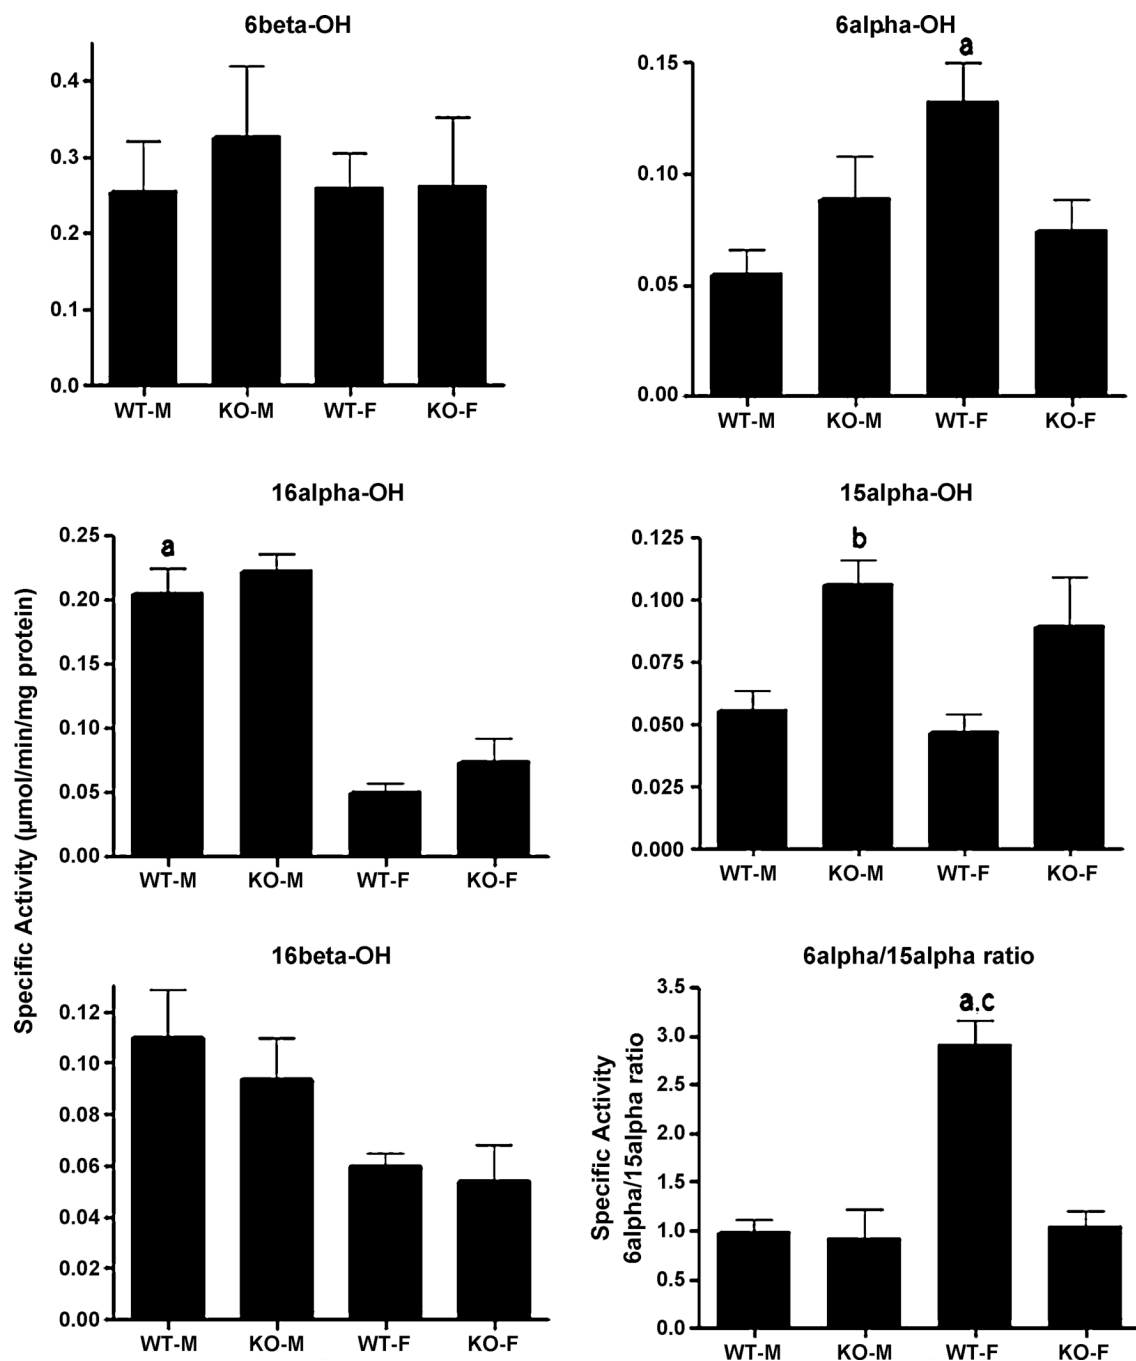 6beta-OH
0.4
0.3
0.2
0.1
0.0
WT-M KO-M WT-F KO-F
6alpha-OH
a
0.15
0.10
0.05
0.00
WT-M KO-M WT-F KO-F
Specific Activity (µmol/min/mg protein)
16alpha-OH
a
0.25
0.20
0.15
0.10
0.05
0.00
WT-M KO-M WT-F KO-F
15alpha-OH
b
0.125
0.100
0.075
0.050
0.025
0.000
WT-M KO-M WT-F KO-F
16beta-OH
0.12
0.10
0.08
0.06
0.04
0.02
0.00
WT-M KO-M WT-F KO-F
6alpha/15alpha ratio
a.c
Specific Activity
6alpha/15alpha ratio
3.5
3.0
2.5
2.0
1.5
1.0
0.5
0.0
WT-M KO-M WT-F KO-F